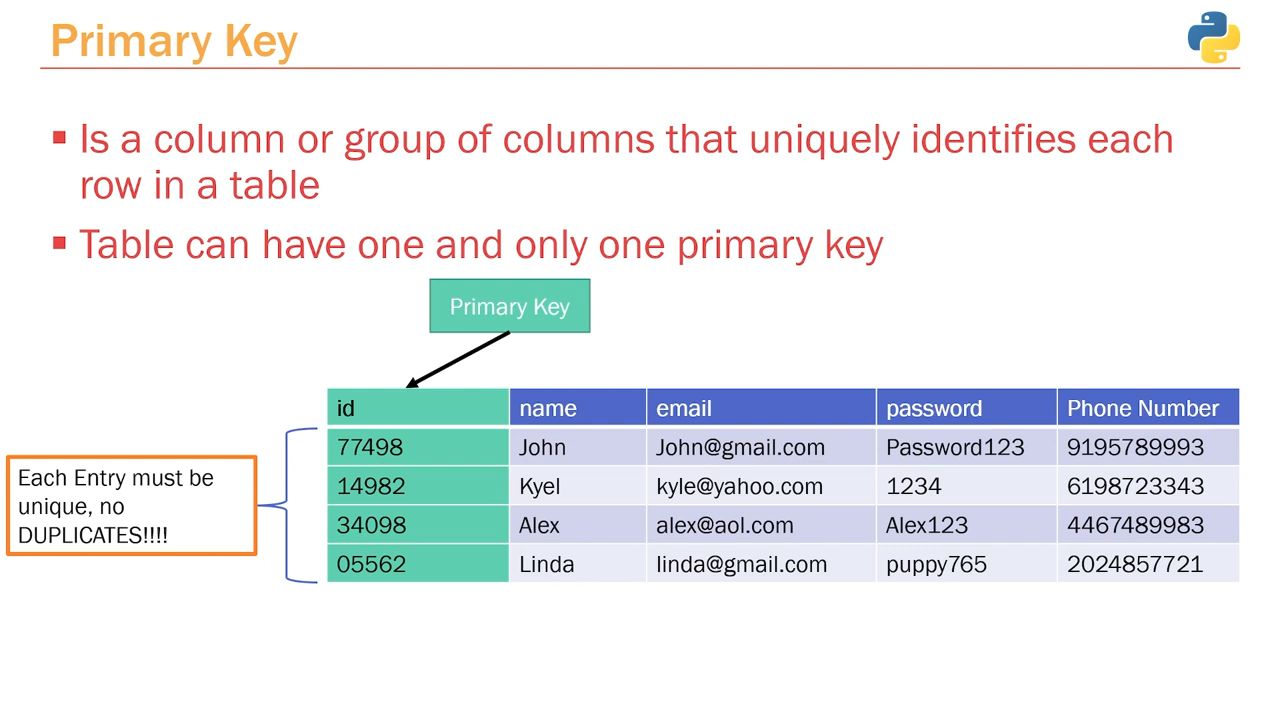 Primary Key
Is a column or group of columns that uniquely identifies each
row in a table
Table can have one and only one primary key
Primary Key
id name email password Phone Number
77498 John John@gmail.com Password123 9195789993
14982 Kyel kyle@yahoo.com 1234 6198723343
34098 Alex alex@aol.com Alex123 4467489983
05562 Linda linda@gmail.com puppy765 2024857721
Each Entry must be
unique, no
DUPLICATES!!!!